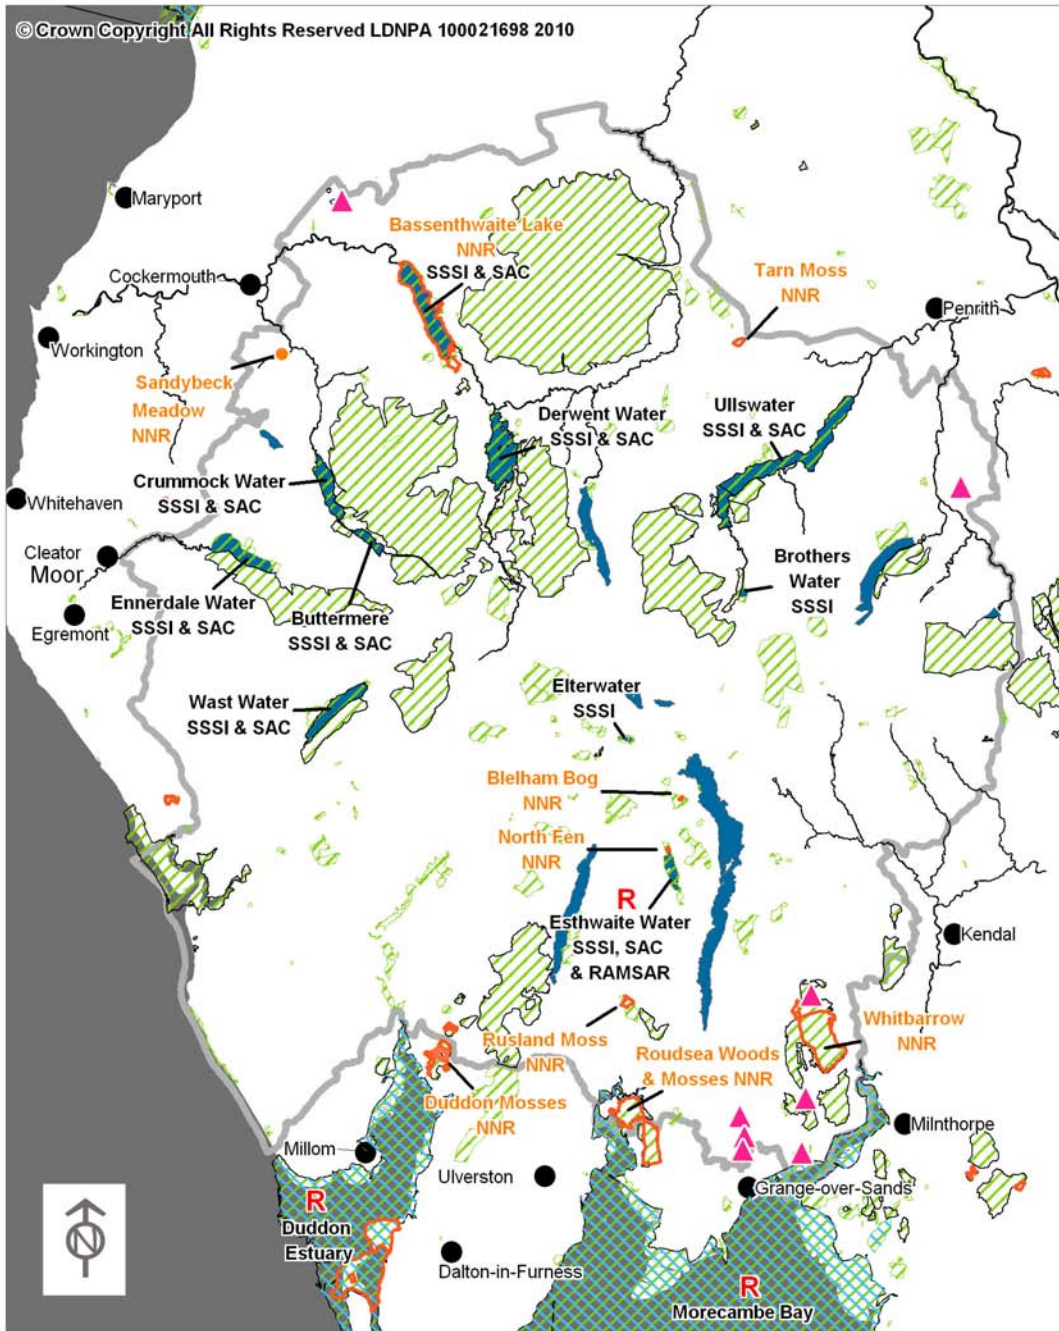 © Crown Copyright All Rights Reserved LDNPA 100021698 2010
Maryport
Bassenthwaite Lake
NNR
SSSI & SAC
Cockermouth
Tarn Moss
NNR
Penrith
Workington
Sandybeck
Meadow
NNR
Derwent Water
SSSI & SAC
Ullswater
SSSI & SAC
Crummock Water
SSSI & SAC
Whitehaven
Cleator
Moor
Brothers
Water
SSSI
Ennerdale Water
SSSI & SAC
Buttermere
SSSI & SAC
Egremont
Elterwater
SSSI
Wast Water
SSSI & SAC
Blelham Bog
NNR
North Fen
NNR
R
Esthwaite Water
SSSI, SAC
& RAMSAR
Kendal
Whitbarrow
NNR
Rusland Moss
NNR
Roudsea Woods
& Mosses NNR
Duddon Mosses
NNR
Milnthorpe
Millom
Ulverston
Grange-over-Sands
R
Duddon
Estuary
N
Dalton-in-Furness
R
Morecambe Bay